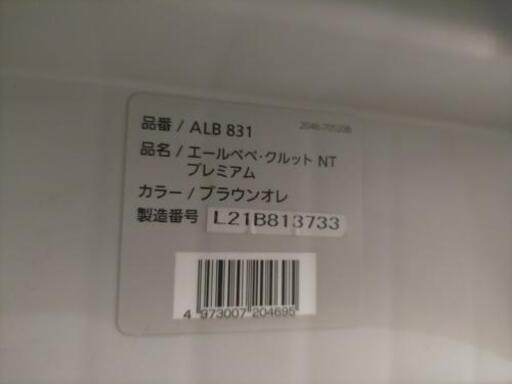 品番 / ALB 831
品名 / エールベベ・クルット NT
プレミアム
カラー / ブラウンオレ
製造番号 L21B813733
4 973007 204695